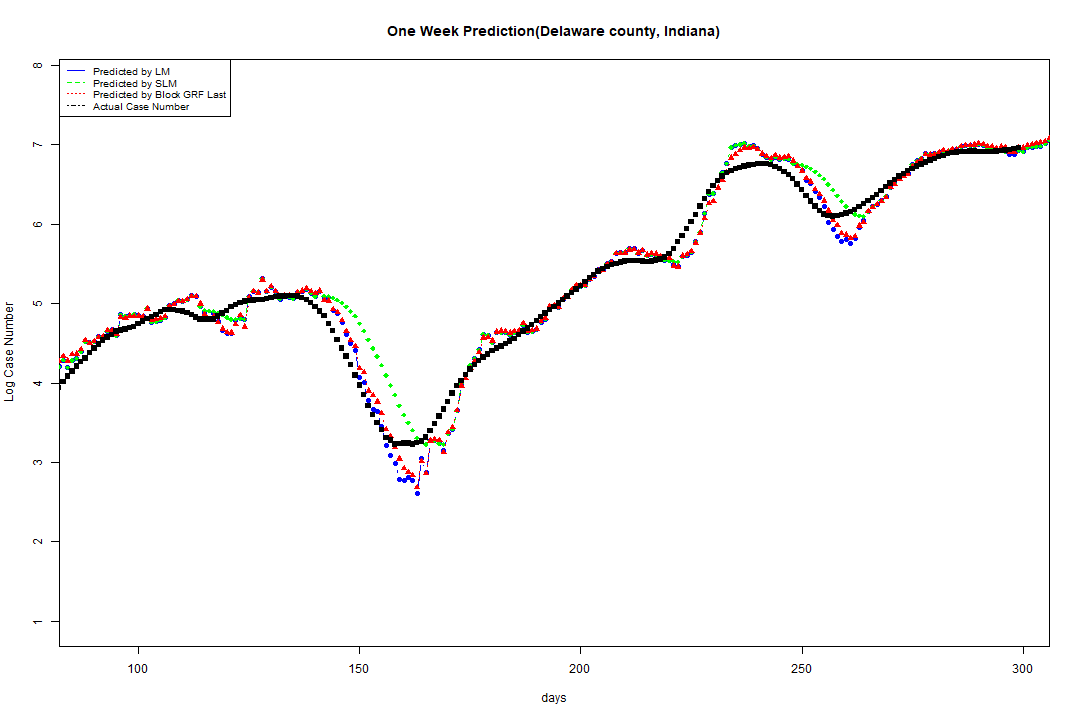 One Week Prediction(Delaware county, Indiana)
Predicted by LM
Predicted by SLM
Predicted by Block GRF Last
Actual Case Number
Log Case Number
8
7
6
5
4
3
2
1
100 150 200 250 300
days